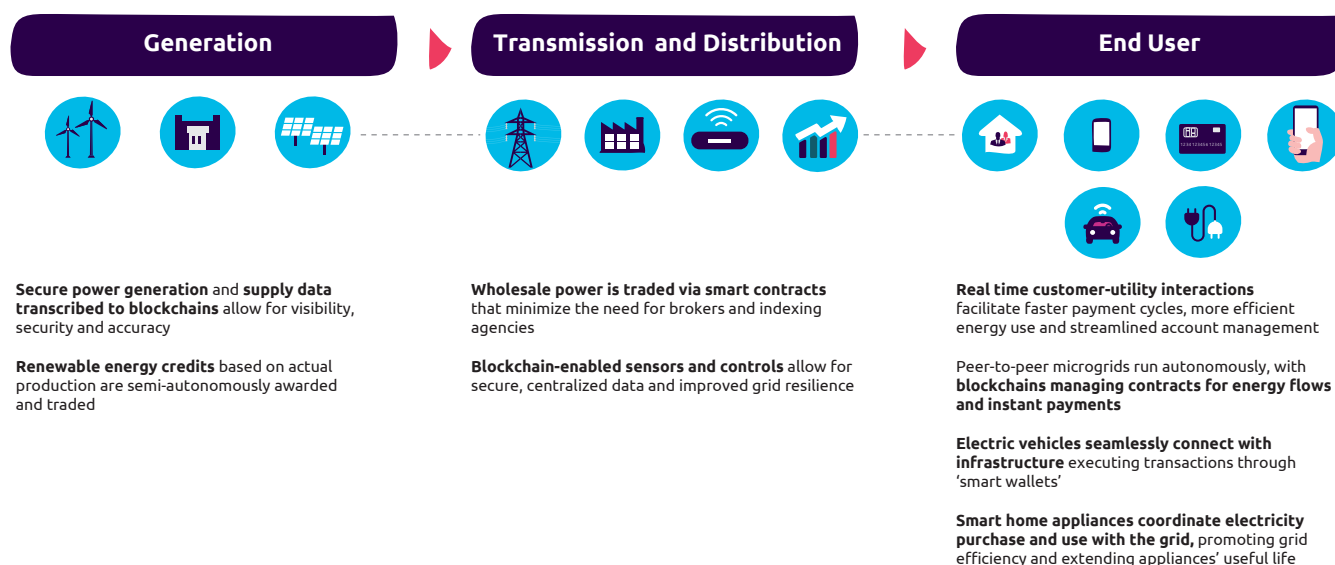 Generation
Transmission and Distribution
End User
Secure power generation and supply data
transcribed to blockchains allow for visibility,
security and accuracy
Renewable energy credits based on actual
production are semi-autonomously awarded
and traded
Wholesale power is traded via smart contracts
that minimize the need for brokers and indexing
agencies
Blockchain-enabled sensors and controls allow for
secure, centralized data and improved grid resilience
Real time customer-utility interactions
facilitate faster payment cycles, more efficient
energy use and streamlined account management
Peer-to-peer microgrids run autonomously, with
blockchains managing contracts for energy flows
and instant payments
Electric vehicles seamlessly connect with
infrastructure executing transactions through
‘smart wallets’
Smart home appliances coordinate electricity
purchase and use with the grid, promoting grid
efficiency and extending appliances’ useful life